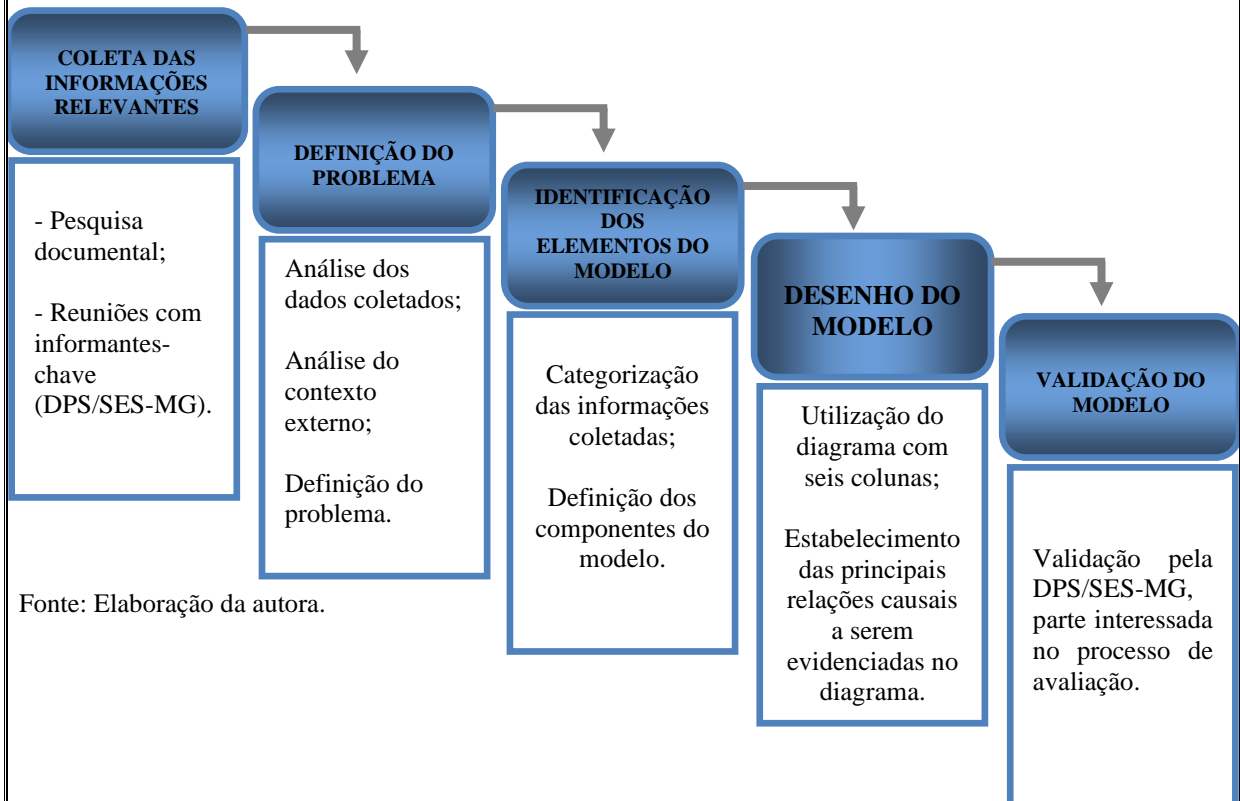 COLETA DAS
INFORMAÇÕES
RELEVANTES
- Pesquisa
documental;
- Reuniões com
informantes-
chave
(DPS/SES-MG).
DEFINIÇÃO DO
PROBLEMA
Análise dos
dados coletados;
Análise do
contexto
externo;
Definição do
problema.
IDENTIFICAÇÃO
DOS
ELEMENTOS DO
MODELO
Categorização
das informações
coletadas;
Definição dos
componentes do
modelo.
DESENHO DO
MODELO
Utilização do
diagrama com
seis colunas;
Estabelecimento
das principais
relações causais
a serem
evidenciadas no
diagrama.
VALIDAÇÃO DO
MODELO
Validação pela
DPS/SES-MG,
parte interessada
no processo de
avaliação.
Fonte: Elaboração da autora.